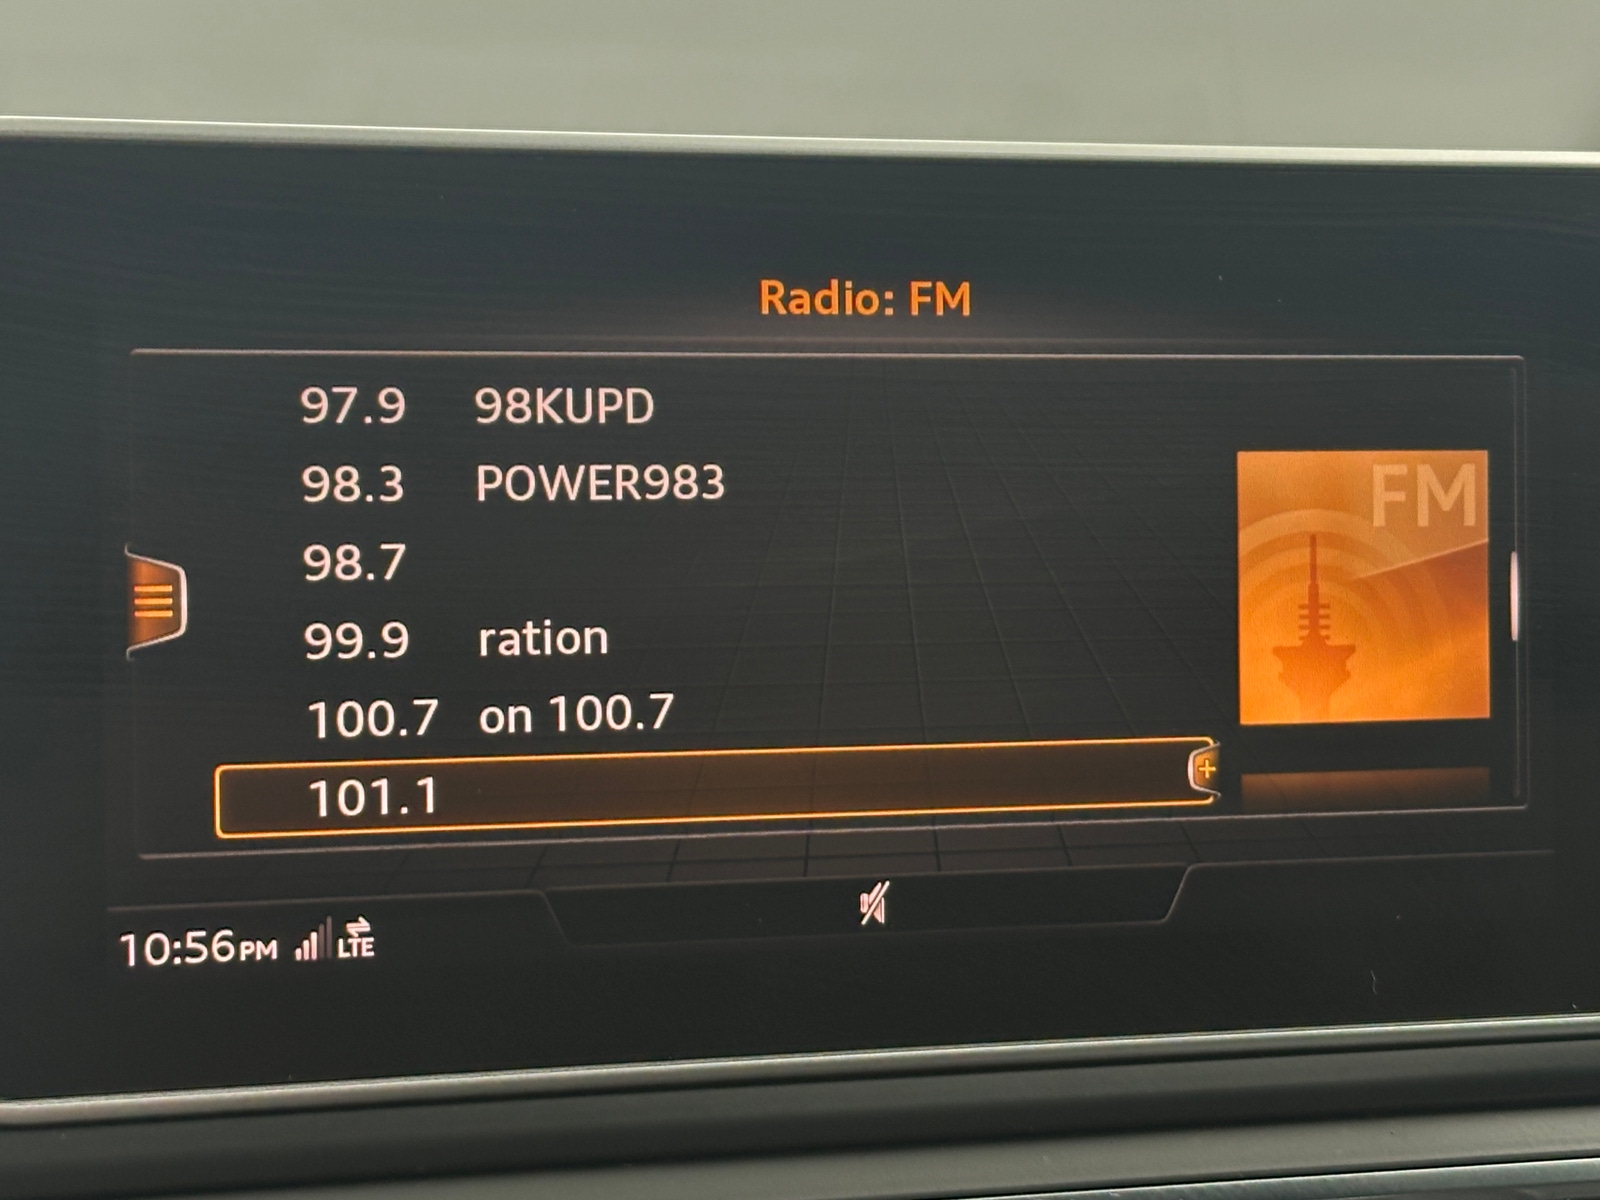 Radio: FM
97.9 98KUPD
98.3 POWER983
98.7
99.9 ration
100.7 on 100.7
101.1
FM
10:56PM LTE